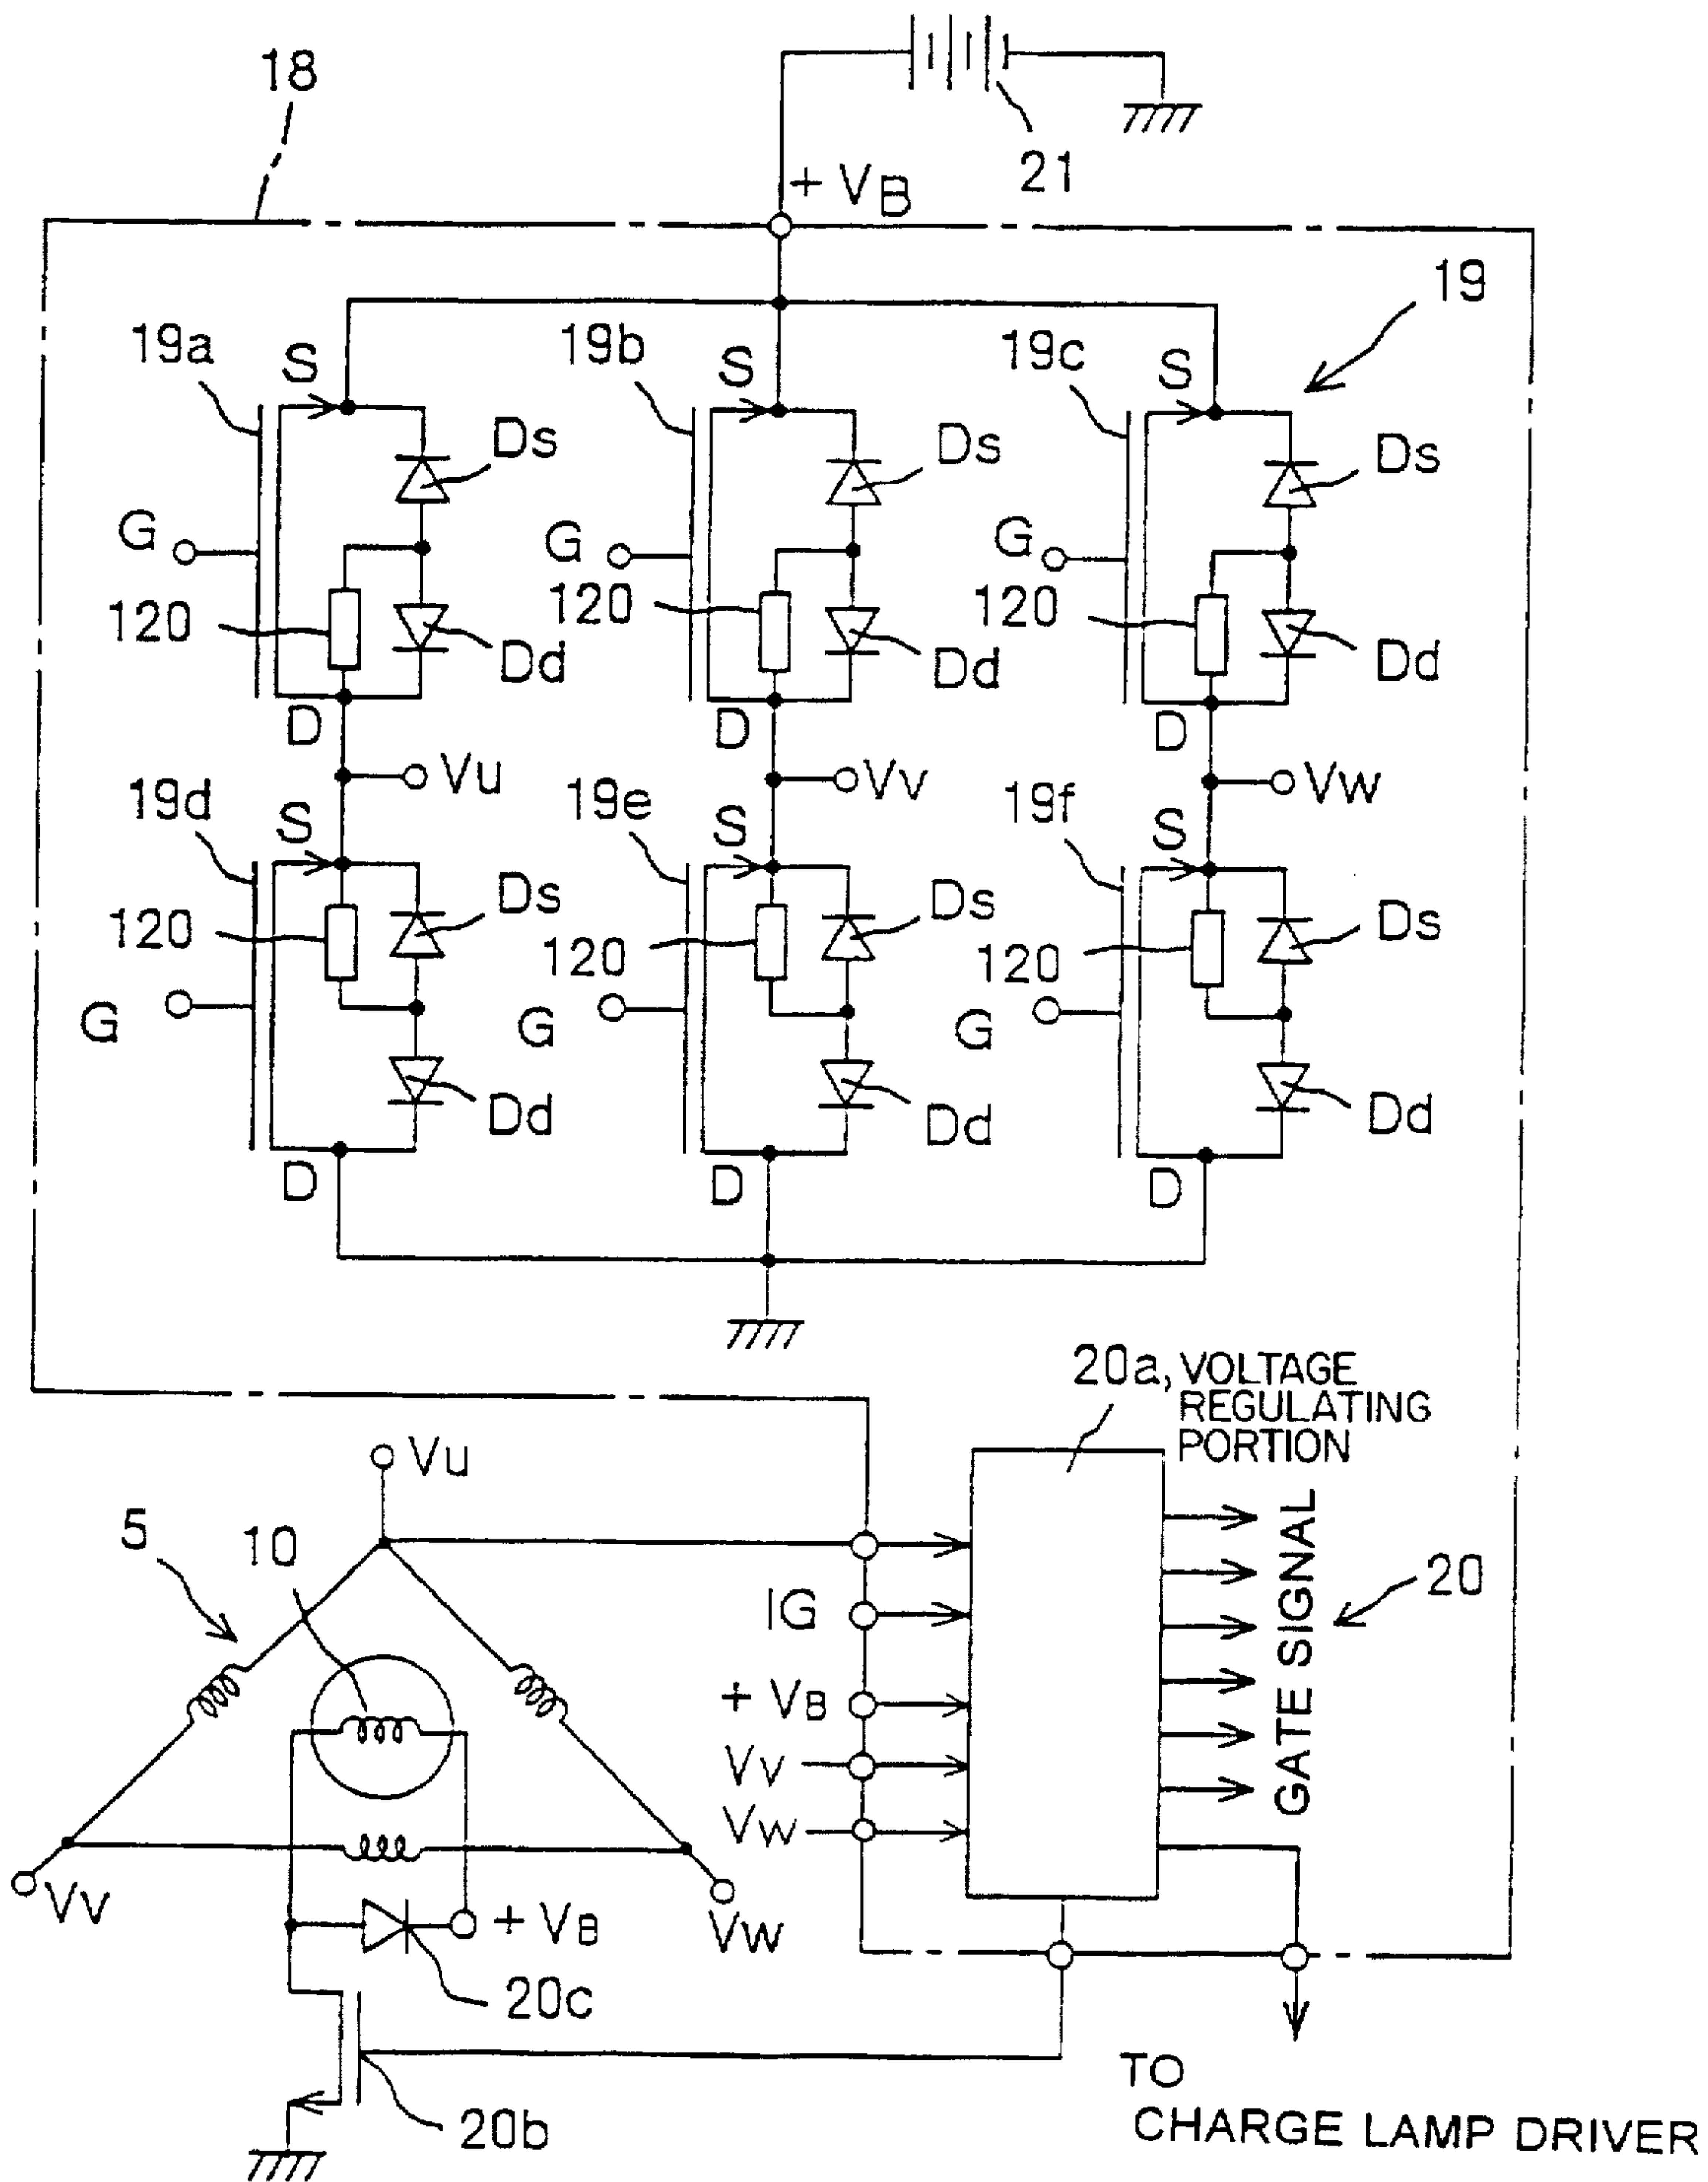 18
21
+ VB
19
19a
S
19b
S
19c
S
Ds
Ds
Ds
G
G
G
120
120
120
Dd
Dd
Dd
D
D
D
Vu
Vv
Vw
19d
S
19e
S
19f
S
Ds
Ds
Ds
120
120
120
G
G
G
Dd
Dd
Dd
D
D
D
20a, VOLTAGE
REGULATING
PORTION
Vu
5
10
IG
+ VB
Vv
Vw
GATE SIGNAL
20
Vv
+ VB
Vw
20c
20b
TO
CHARGE LAMP DRIVER